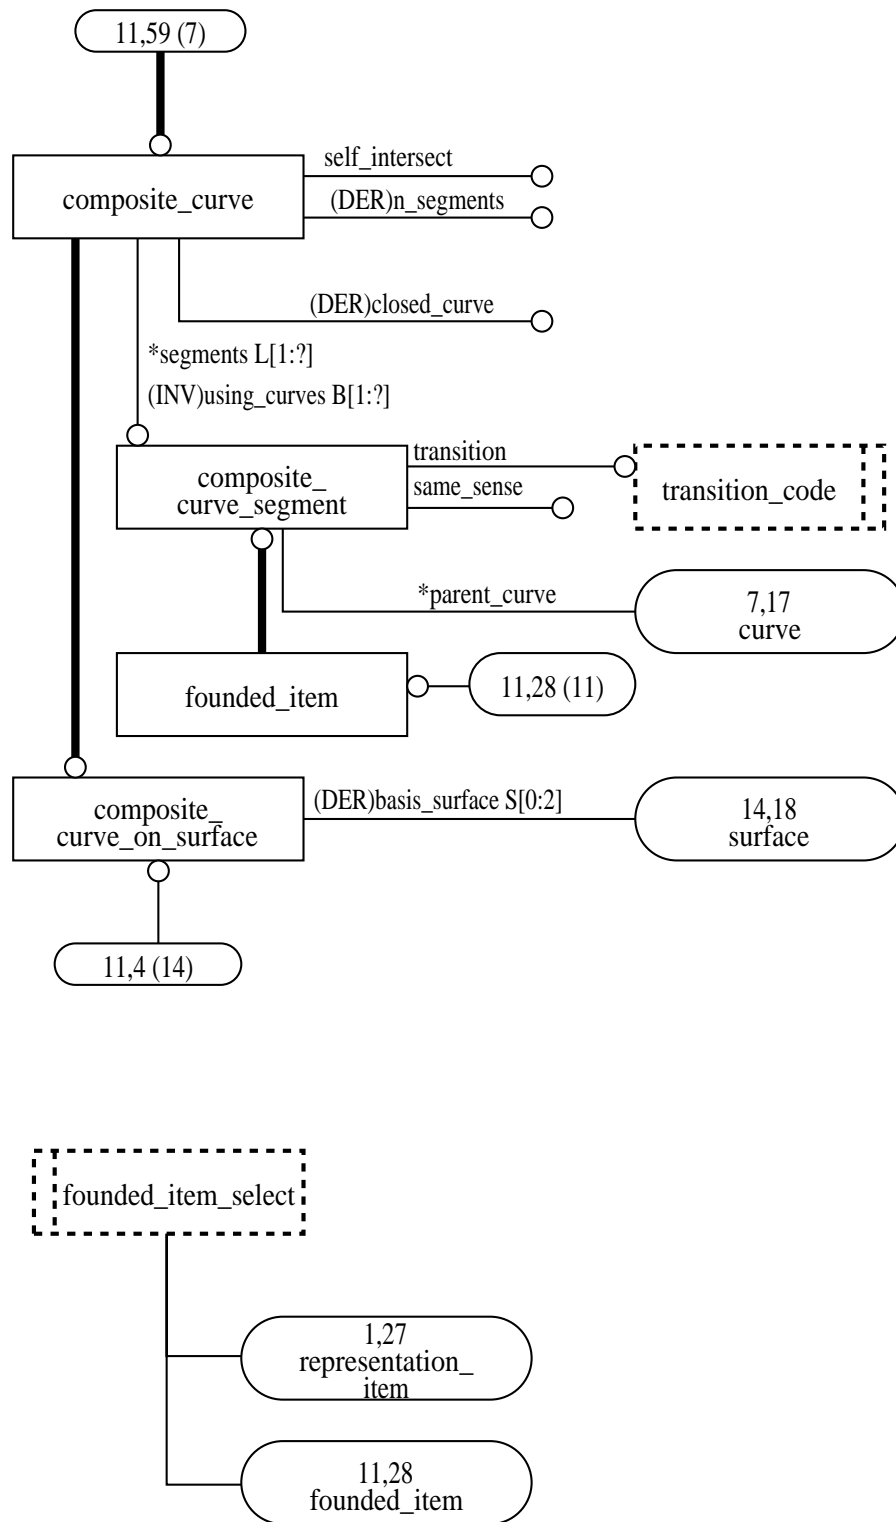 11,59 (7)
self_intersect
composite_curve
(DER)n_segments
(DER)closed_curve
*segments L[1:?]
(INV)using_curves B[1:?]
transition
composite_
curve_segment
same_sense
transition_code
*parent_curve
7,17
curve
founded_item
11,28 (11)
(DER)basis_surface S[0:2]
composite_
curve_on_surface
14,18
surface
11,4 (14)
founded_item_select
1,27
representation_
item
11,28
founded_item